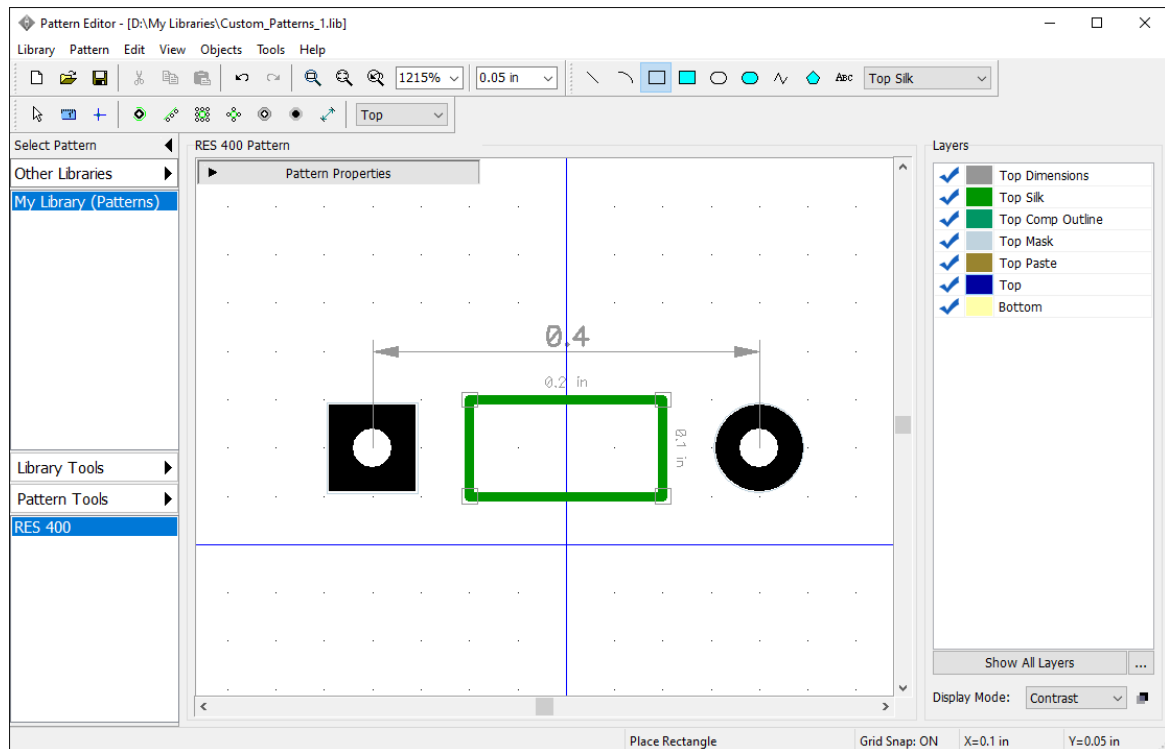 Pattern Editor - [D:\My Libraries\Custom_Patterns_1.lib]
Library Pattern Edit View Objects Tools Help
1215% 0.05 in ABC Top Silk
Top
Select Pattern
Other Libraries
My Library (Patterns)
Library Tools
Pattern Tools
RES 400
RES 400 Pattern
Pattern Properties
0.4
0.2 in
0.1 in
Layers
Top Dimensions
Top Silk
Top Comp Outline
Top Mask
Top Paste
Top
Bottom
Show All Layers ...
Display Mode: Contrast
Place Rectangle Grid Snap: ON X=0.1 in Y=0.05 in